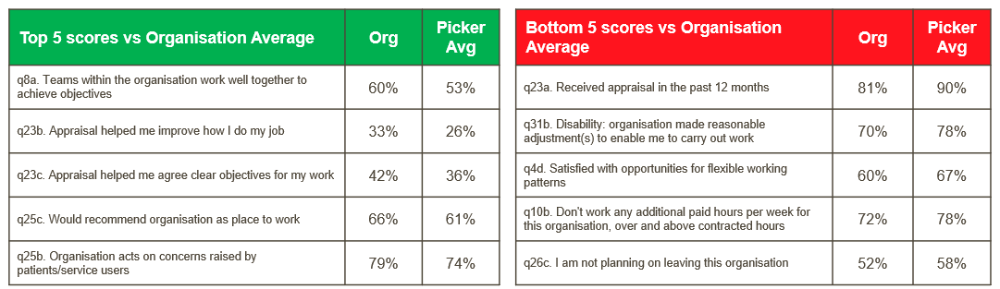 Top 5 scores vs Organisation Average Org Picker
Avg
q8a. Teams within the organisation work well together to
achieve objectives 60% 53%
q23b. Appraisal helped me improve how I do my job 33% 26%
q23c. Appraisal helped me agree clear objectives for my work 42% 36%
q25c. Would recommend organisation as place to work 66% 61%
q25b. Organisation acts on concerns raised by
patients/service users 79% 74%
Bottom 5 scores vs Organisation
Average Org Picker
Avg
q23a. Received appraisal in the past 12 months 81% 90%
q31b. Disability: organisation made reasonable
adjustment(s) to enable me to carry out work 70% 78%
q4d. Satisfied with opportunities for flexible working
patterns 60% 67%
q10b. Don't work any additional paid hours per week for
this organisation, over and above contracted hours 72% 78%
q26c. I am not planning on leaving this organisation 52% 58%